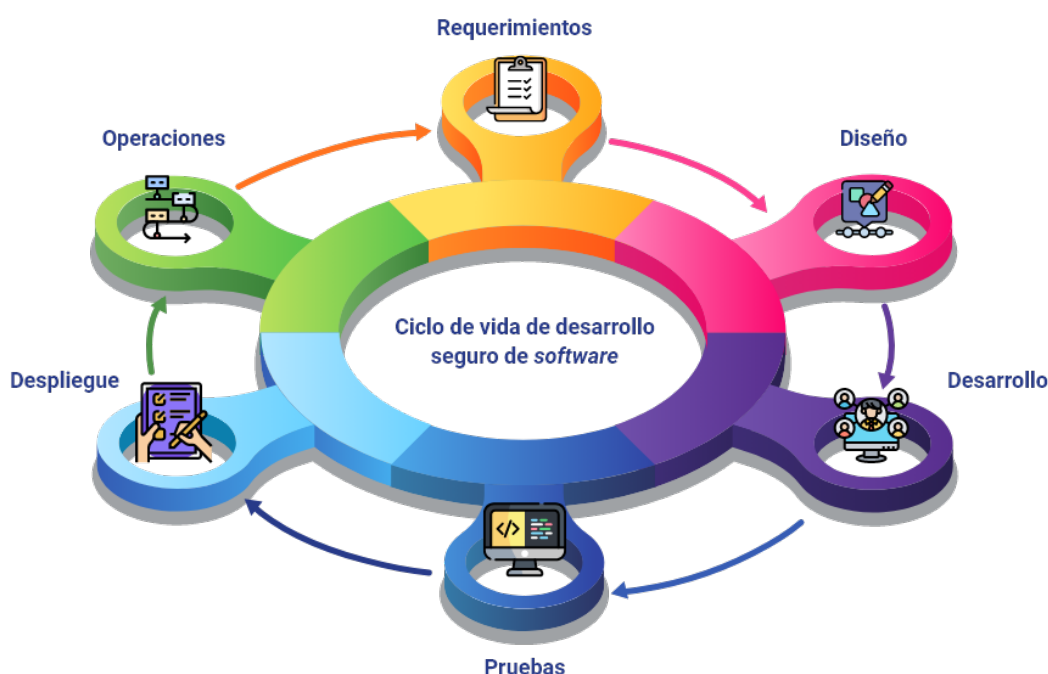 Requerimientos
Operaciones
Diseño
Ciclo de vida de desarrollo
seguro de software
Despliegue
Desarrollo
</>
Pruebas